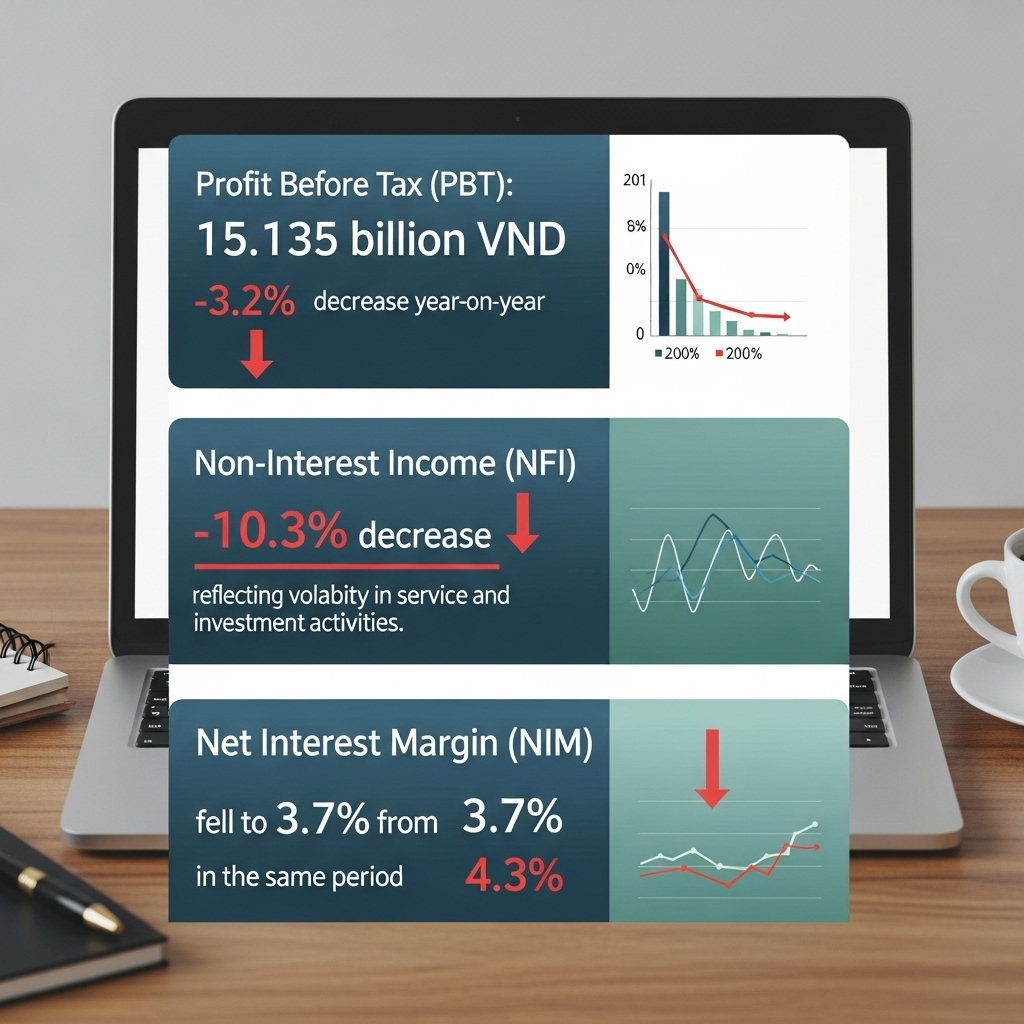 Profit Before Tax (PBT):
15.135 billion VND
-3.2% decrease year-on-year
201
8%
0%
0
200% 200%
Non-Interest Income (NFI)
-10.3% decrease
reflecting volabity in service and
investment activities.
Net Interest Margin (NIM)
fell to 3.7% from 3.7%
in the same period 4.3%